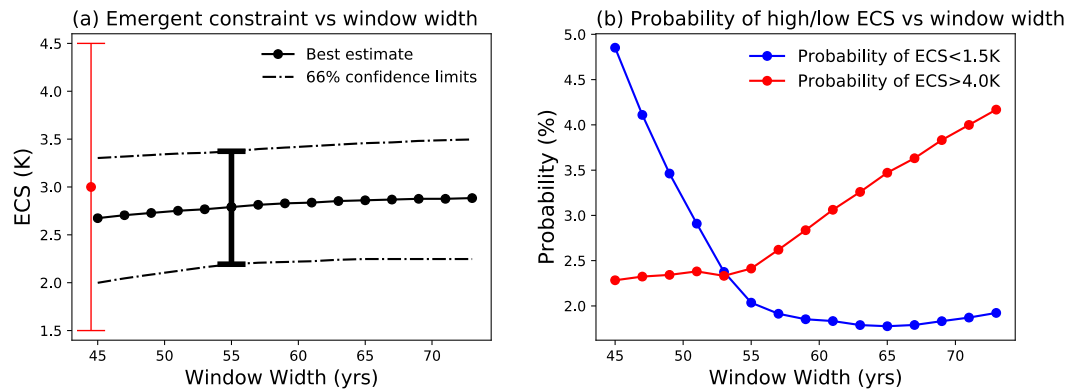 (a) Emergent constraint vs window width
4.5
4.0
3.5
3.0
2.5
2.0
1.5
ECS (K)
Best estimate
66% confidence limits
45 50 55 60 65 70
Window Width (yrs)
(b) Probability of high/low ECS vs window width
5.0
4.5
4.0
3.5
3.0
2.5
2.0
Probability (%)
Probability of ECS<1.5K
Probability of ECS>4.0K
45 50 55 60 65 70
Window Width (yrs)